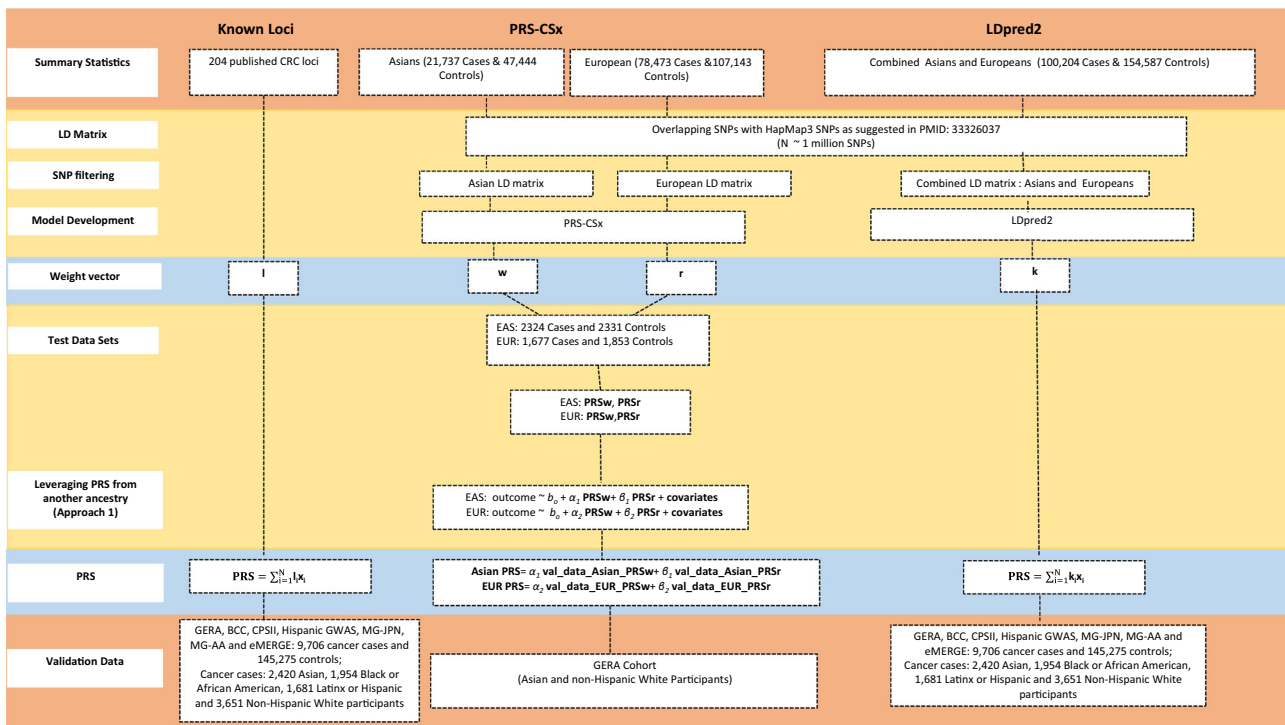 Known Loci
PRS-CSx
LDpred2
Summary Statistics
204 published CRC loci
Asians (21,737 Cases & 47,444
Controls)
European (78,473 Cases &107,143
Controls)
Combined Asians and Europeans (100,204 Cases & 154,587 Controls)
LD Matrix
Overlapping SNPs with HapMap3 SNPs as suggested in PMID: 33326037
(N ~ 1 million SNPs)
SNP filtering
Asian LD matrix
European LD matrix
Combined LD matrix : Asians and Europeans
Model Development
PRS-CSx
LDpred2
Weight vector
l
w
r
k
Test Data Sets
EAS: 2324 Cases and 2331 Controls
EUR: 1,677 Cases and 1,853 Controls
EAS: PRSw, PRSr
EUR: PRSw,PRSr
Leveraging PRS from
another ancestry
(Approach 1)
EAS: outcome ~ b₀ + α₁ PRSw+ β₁ PRSr + covariates
EUR: outcome ~ b₀ + α₂ PRSw + β₂ PRSr + covariates
PRS
PRS = ∑ᵢ₌₁ᴺ lᵢxᵢ
Asian PRS= α₁ val_data_Asian_PRSw+ β₁ val_data_Asian_PRSr
EUR PRS= α₂ val_data_EUR_PRSw+ β₂ val_data_EUR_PRSr
PRS = ∑ᵢ₌₁ᴺ kᵢxᵢ
Validation Data
GERA, BCC, CPSII, Hispanic GWAS, MG-JPN,
MG-AA and eMERGE: 9,706 cancer cases and
145,275 controls;
Cancer cases: 2,420 Asian, 1,954 Black or
African American, 1,681 Latinx or Hispanic
and 3,651 Non-Hispanic White participants
GERA Cohort
(Asian and non-Hispanic White Participants)
GERA, BCC, CPSII, Hispanic GWAS, MG-JPN, MG-AA and
eMERGE: 9,706 cancer cases and 145,275 controls;
Cancer cases: 2,420 Asian, 1,954 Black or African American,
1,681 Latinx or Hispanic and 3,651 Non-Hispanic White
participants